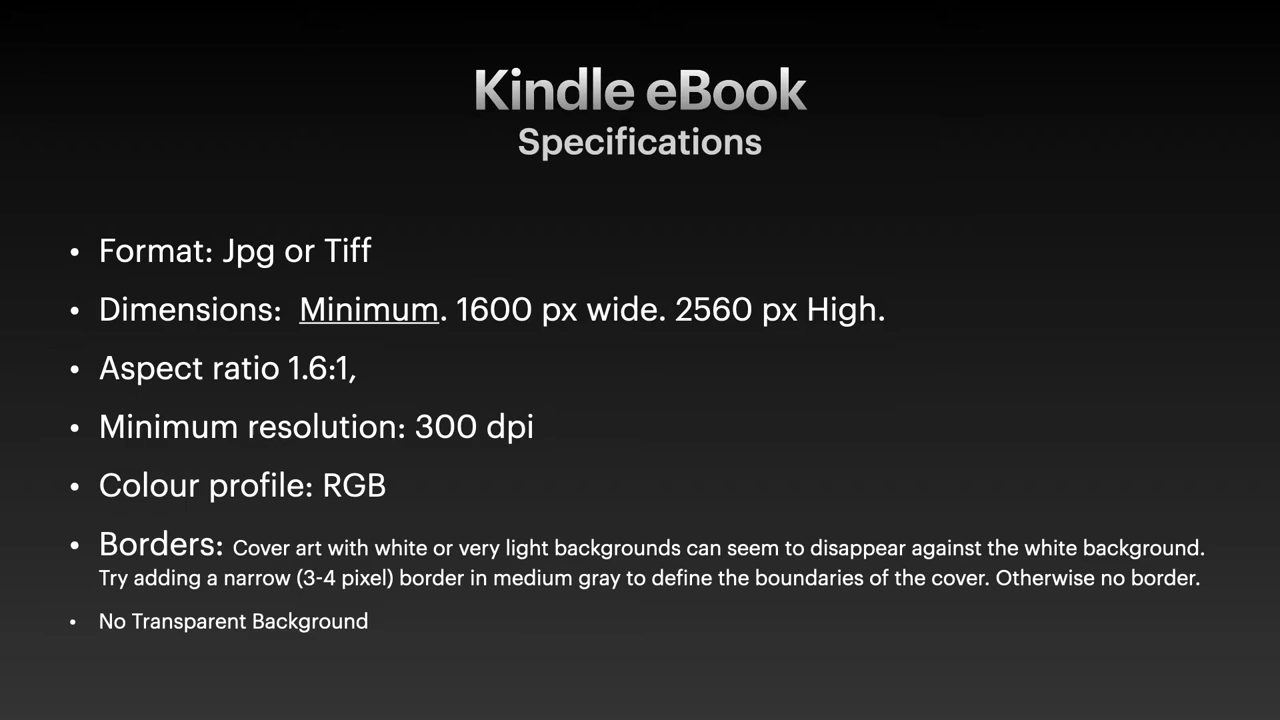 Kindle eBook
Specifications
• Format: Jpg or Tiff
• Dimensions: Minimum. 1600 px wide. 2560 px High.
• Aspect ratio 1.6:1,
• Minimum resolution: 300 dpi
• Colour profile: RGB
• Borders: Cover art with white or very light backgrounds can seem to disappear against the white background.
Try adding a narrow (3-4 pixel) border in medium gray to define the boundaries of the cover. Otherwise no border.
• No Transparent Background